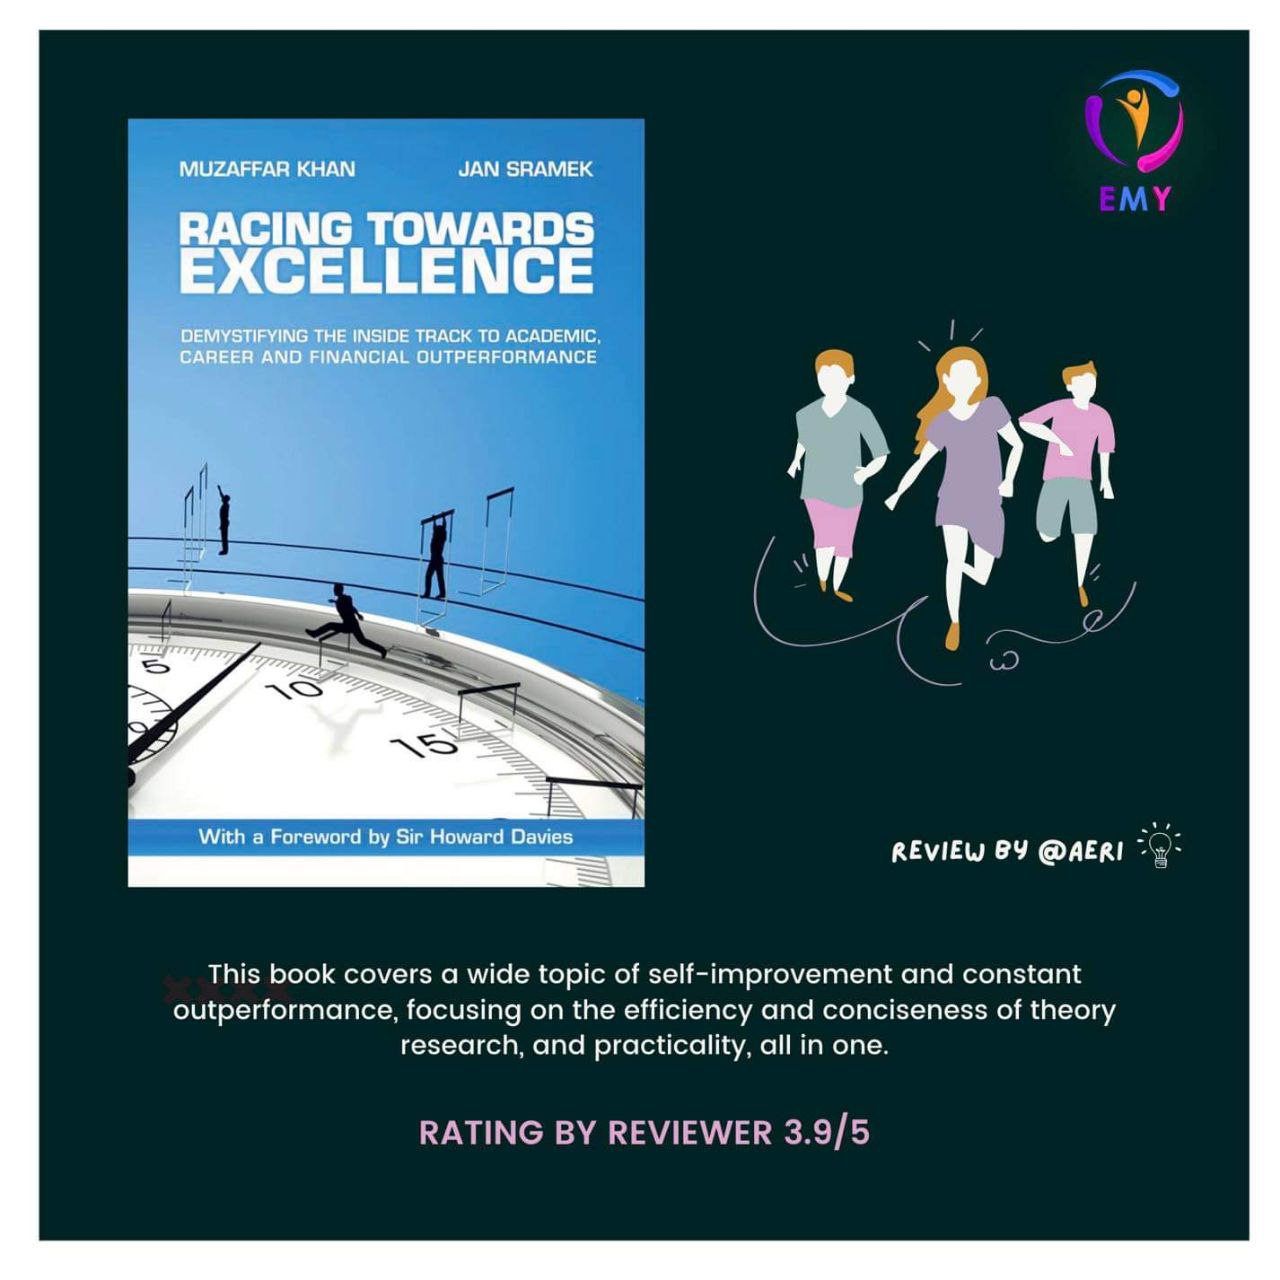 EMY
MUZAFFAR KHAN JAN SRAMEK
RACING TOWARDS
EXCELLENCE
DEMYSTIFYING THE INSIDE TRACK TO ACADEMIC,
CAREER AND FINANCIAL OUTPERFORMANCE
5
10
15
With a Foreword by Sir Howard Davies
REVIEW BY @AERI
This book covers a wide topic of self-improvement and constant
outperformance, focusing on the efficiency and conciseness of theory
research, and practicality, all in one.
RATING BY REVIEWER 3.9/5